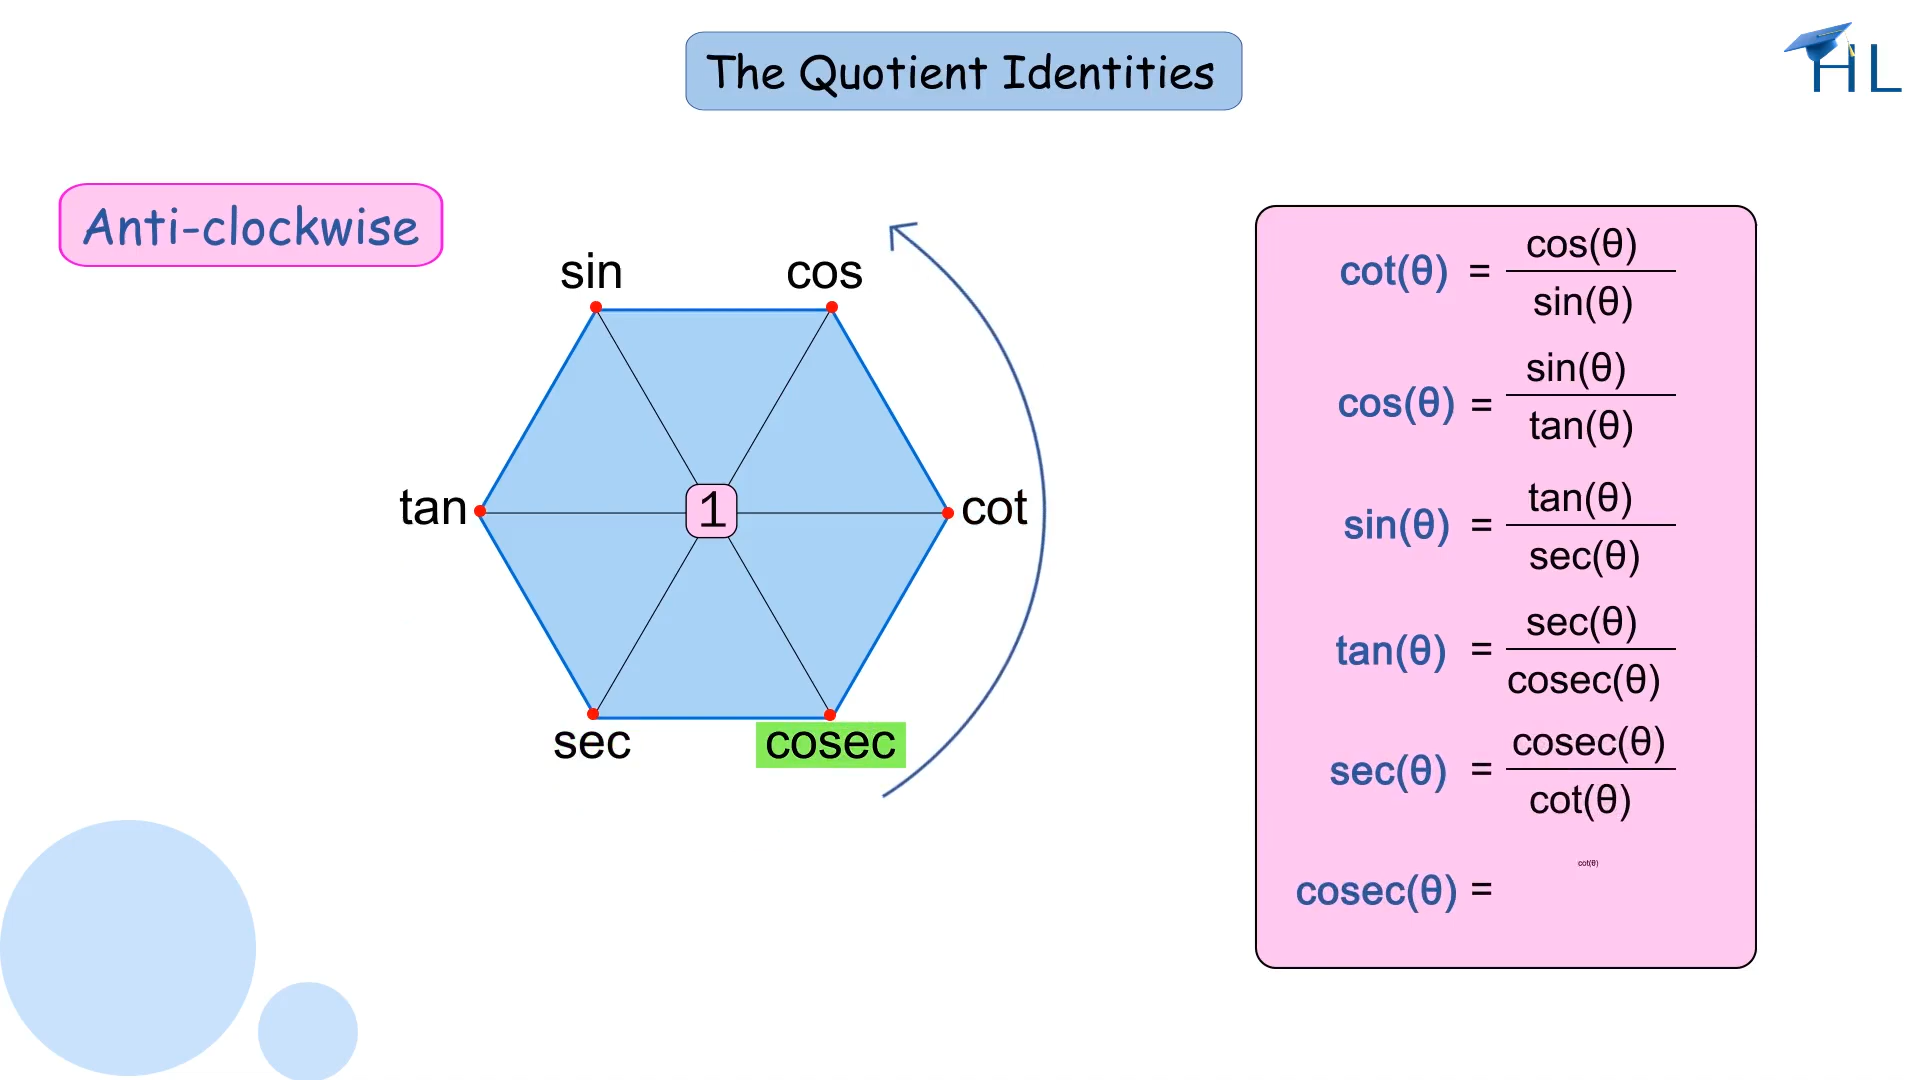 The Quotient Identities
HL
Anti-clockwise
sin
cos
tan
1
cot
sec
cosec
cot(θ) = cos(θ)
sin(θ)
cos(θ) = sin(θ)
tan(θ)
sin(θ) = tan(θ)
sec(θ)
tan(θ) = sec(θ)
cosec(θ)
sec(θ) = cosec(θ)
cot(θ)
cosec(θ) = cot(θ)